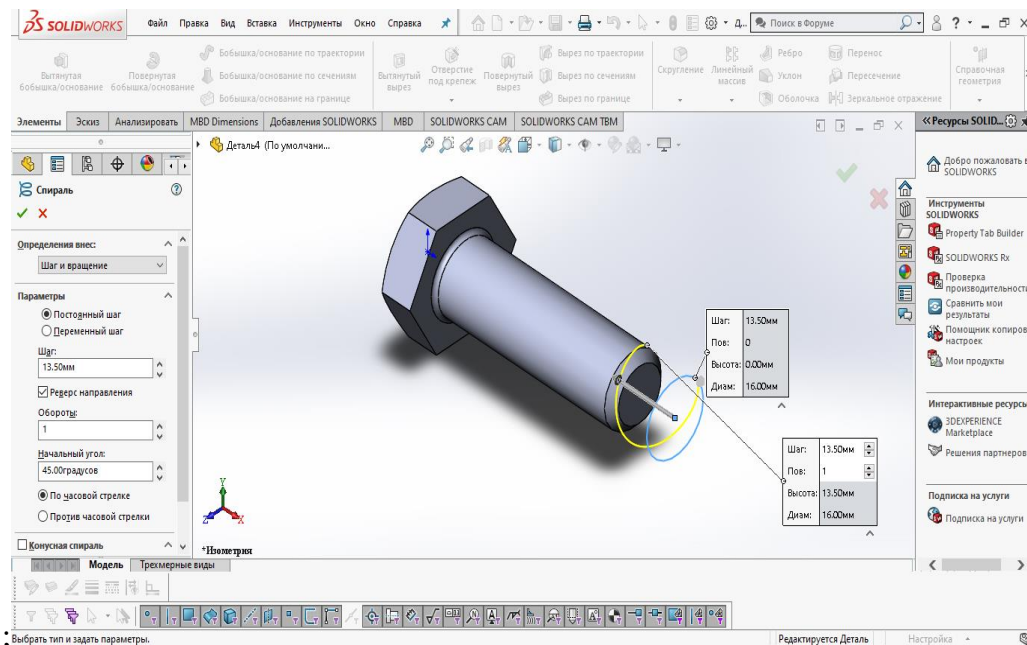 SOLIDWORKS
Файл Правка Вид Вставка Инструменты Окно Справка
Д...
Поиск в Форуме
?
Вытянутая бобышка/основание
Повернутая бобышка/основание
Бобышка/основание по траектории
Бобышка/основание по сечениям
Бобышка/основание на границе
Вытянутый вырез
Отверстие под крепеж
Повернутый вырез
Вырез по траектории
Вырез по сечениям
Вырез по границе
Скругление
Линейный массив
Ребро
Уклон
Оболочка
Перенос
Пересечение
Зеркальное отражение
Справочная геометрия
Элементы Эскиз Анализировать MBD Dimensions Добавления SOLIDWORKS MBD SOLIDWORKS CAM SOLIDWORKS CAM TBM
Деталь4 (По умолчани...
Спираль
Определения внес:
Шаг и вращение
Параметры
Постоянный шаг
Переменный шаг
Шаг:
13.50мм
Реверс направления
Обороты:
1
Начальный угол:
45.00градусов
По часовой стрелке
Против часовой стрелки
Конусная спираль
Шаг: 13.50мм
Пов: 0
Высота: 0.00мм
Диам: 16.00мм
Шаг: 13.50мм
Пов: 1
Высота: 13.50мм
Диам: 16.00мм
Y
Z
X
*Изометрия
Ресурсы SOLID...
Добро пожаловать в
SOLIDWORKS
Инструменты
SOLIDWORKS
Property Tab Builder
SOLIDWORKS Rx
Проверка
производительности
Сравнить мои
результаты
Помощник копиров
настроек
Мои продукты
Интерактивные ресурсы
3DEXPERIENCE
Marketplace
Решения партнеров
Подписка на услуги
Подписка на услуги
Модель Трехмерные виды
Выбрать тип и задать параметры.
Редактируется Деталь
Настройка